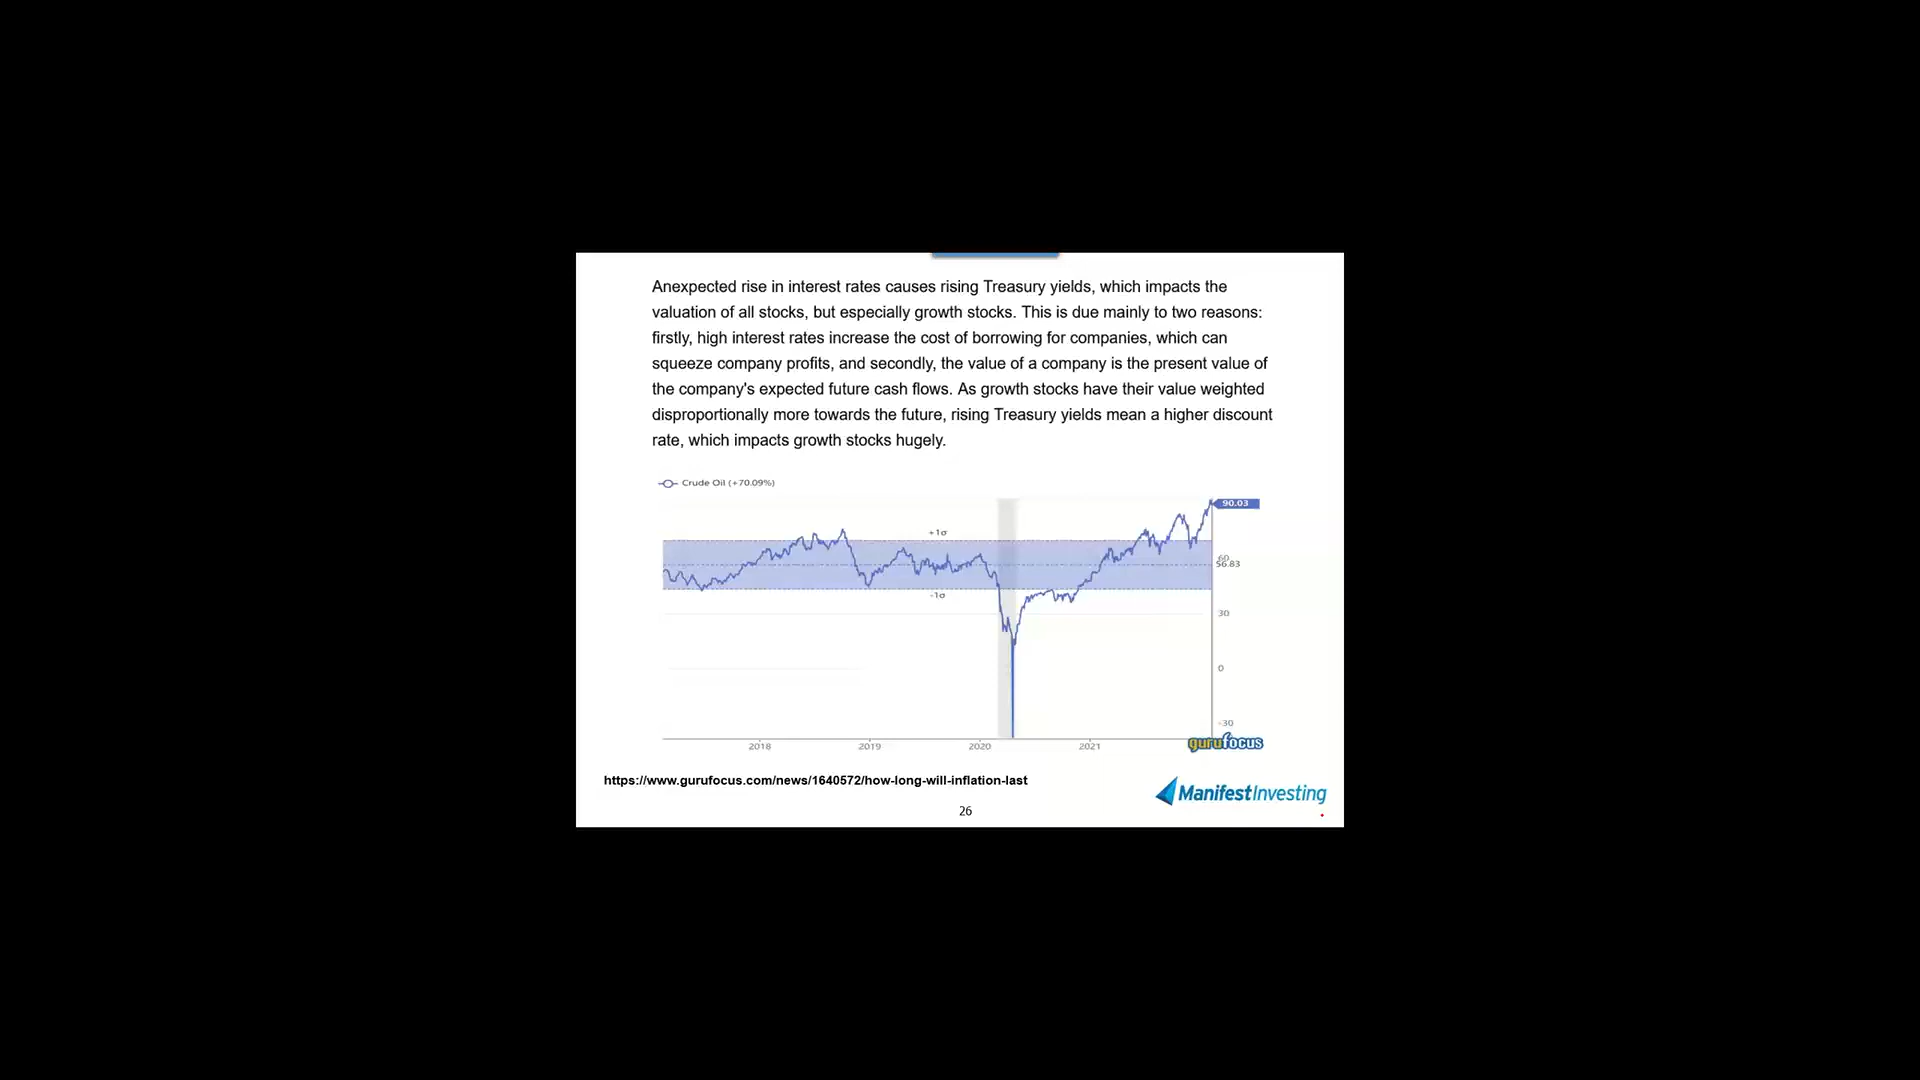 Anexpected rise in interest rates causes rising Treasury yields, which impacts the
valuation of all stocks, but especially growth stocks. This is due mainly to two reasons:
firstly, high interest rates increase the cost of borrowing for companies, which can
squeeze company profits, and secondly, the value of a company is the present value of
the company's expected future cash flows. As growth stocks have their value weighted
disproportionally more towards the future, rising Treasury yields mean a higher discount
rate, which impacts growth stocks hugely.
Crude Oil (+70.09%)
90.03
+1σ
60
56.83
-1σ
30
0
-30
2018 2019 2020 2021
gurufocus
https://www.gurufocus.com/news/1640572/how-long-will-inflation-last
ManifestInvesting
26